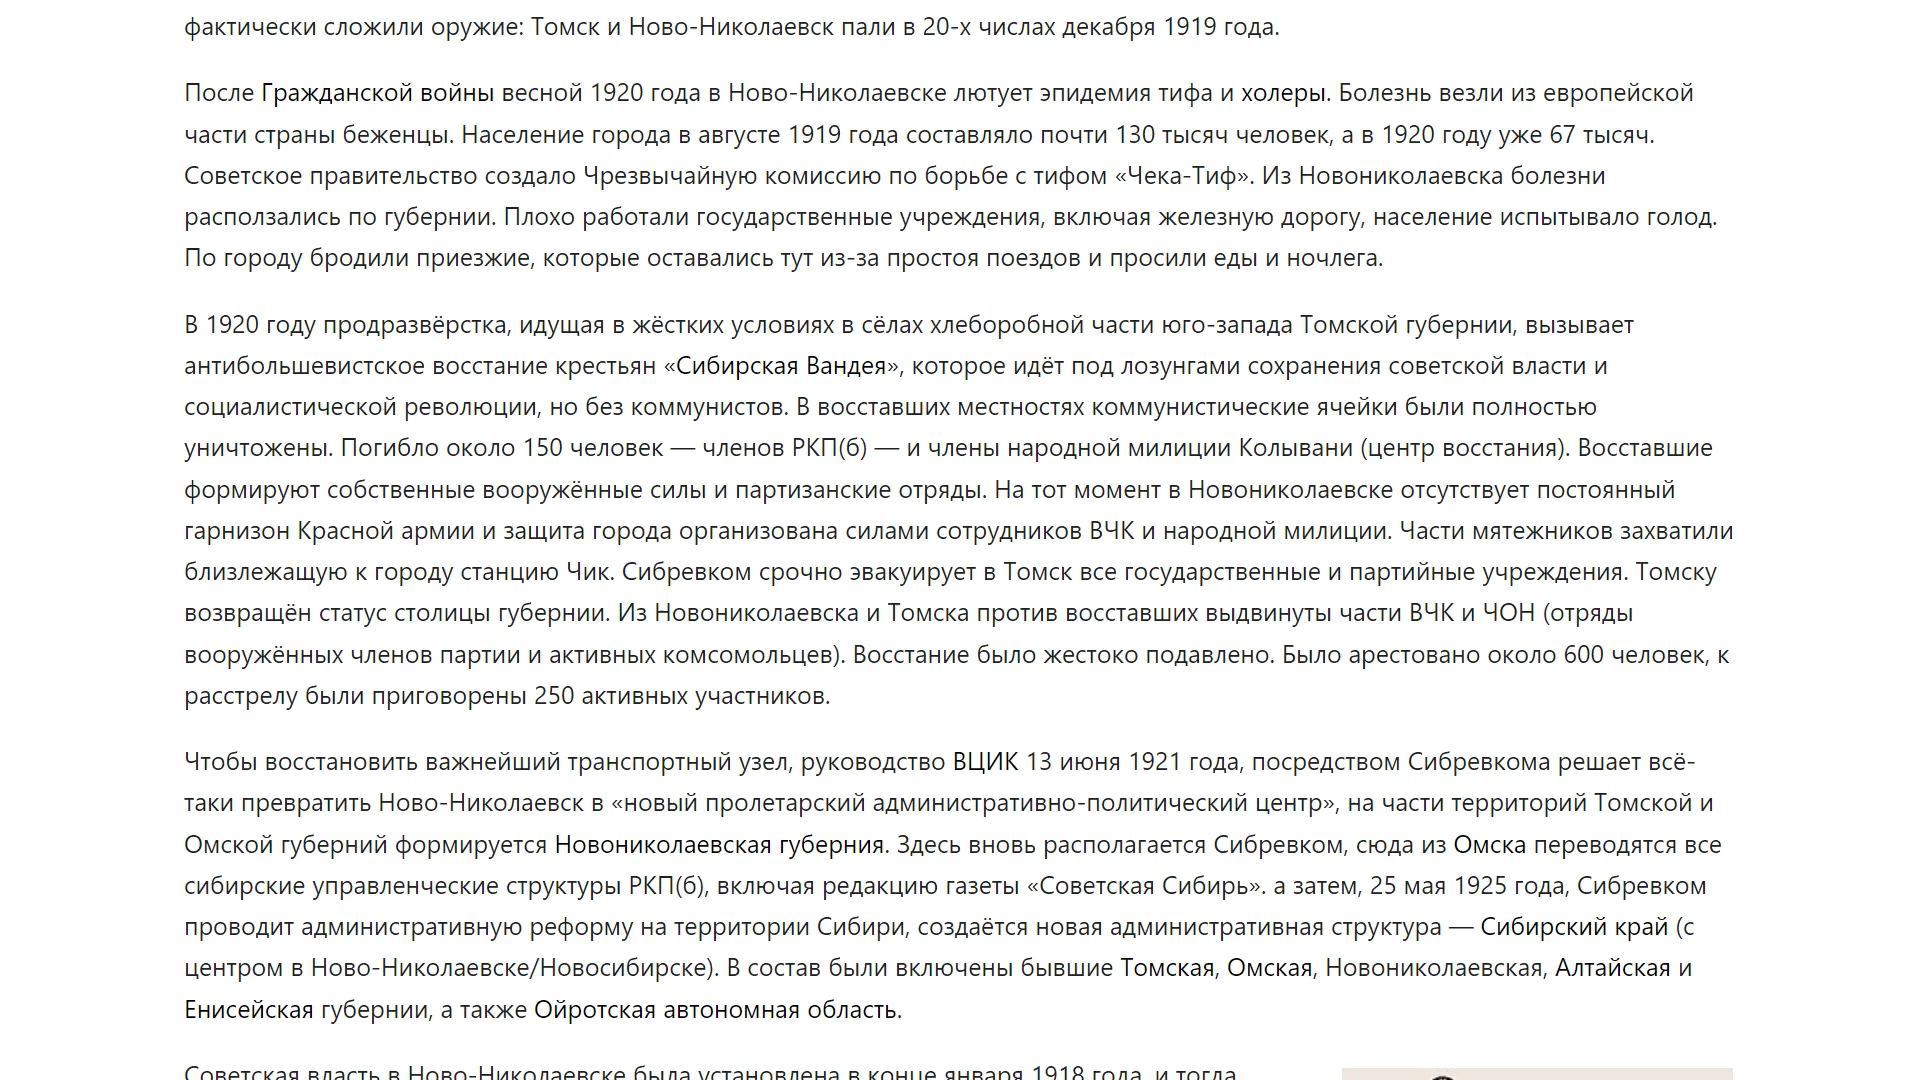 фактически сложили оружие: Томск и Ново-Николаевск пали в 20-х числах декабря 1919 года.
После Гражданской войны весной 1920 года в Ново-Николаевске лютует эпидемия тифа и холеры. Болезнь везли из европейской
части страны беженцы. Население города в августе 1919 года составляло почти 130 тысяч человек, а в 1920 году уже 67 тысяч.
Советское правительство создало Чрезвычайную комиссию по борьбе с тифом «Чека-Тиф». Из Новониколаевска болезни
расползались по губернии. Плохо работали государственные учреждения, включая железную дорогу, население испытывало голод.
По городу бродили приезжие, которые оставались тут из-за простоя поездов и просили еды и ночлега.
В 1920 году продразвёрстка, идущая в жёстких условиях в сёлах хлеборобной части юго-запада Томской губернии, вызывает
антибольшевистское восстание крестьян «Сибирская Вандея», которое идёт под лозунгами сохранения советской власти и
социалистической революции, но без коммунистов. В восставших местностях коммунистические ячейки были полностью
уничтожены. Погибло около 150 человек — членов РКП(б) — и члены народной милиции Колывани (центр восстания). Восставшие
формируют собственные вооружённые силы и партизанские отряды. На тот момент в Новониколаевске отсутствует постоянный
гарнизон Красной армии и защита города организована силами сотрудников ВЧК и народной милиции. Части мятежников захватили
близлежащую к городу станцию Чик. Сибревком срочно эвакуирует в Томск все государственные и партийные учреждения. Томску
возвращён статус столицы губернии. Из Новониколаевска и Томска против восставших выдвинуты части ВЧК и ЧОН (отряды
вооружённых членов партии и активных комсомольцев). Восстание было жестоко подавлено. Было арестовано около 600 человек, к
расстрелу были приговорены 250 активных участников.
Чтобы восстановить важнейший транспортный узел, руководство ВЦИК 13 июня 1921 года, посредством Сибревкома решает всё-
таки превратить Ново-Николаевск в «новый пролетарский административно-политический центр», на части территорий Томской и
Омской губерний формируется Новониколаевская губерния. Здесь вновь располагается Сибревком, сюда из Омска переводятся все
сибирские управленческие структуры РКП(б), включая редакцию газеты «Советская Сибирь». а затем, 25 мая 1925 года, Сибревком
проводит административную реформу на территории Сибири, создаётся новая административная структура — Сибирский край (с
центром в Ново-Николаевске/Новосибирске). В состав были включены бывшие Томская, Омская, Новониколаевская, Алтайская и
Енисейская губернии, а также Ойротская автономная область.
Советская власть в Ново-Николаевске была установлена в конце января 1918 года, и тогда